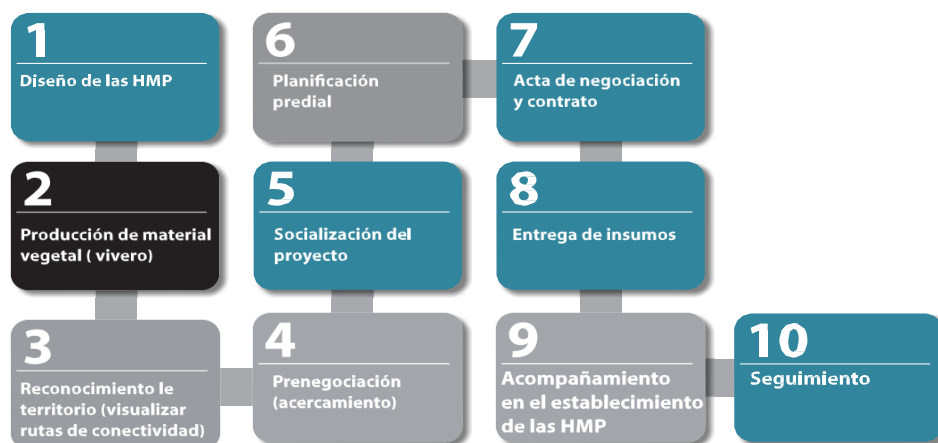 1
Diseño de las HMP
2
Producción de material
vegetal ( vivero)
3
Reconocimiento le
territorio (visualizar
rutas de conectividad)
4
Prenegociación
(acercamiento)
5
Socialización del
proyecto
6
Planificación
predial
7
Acta de negociación
y contrato
8
Entrega de insumos
9
Acompañamiento
en el establecimiento
de las HMP
10
Seguimiento